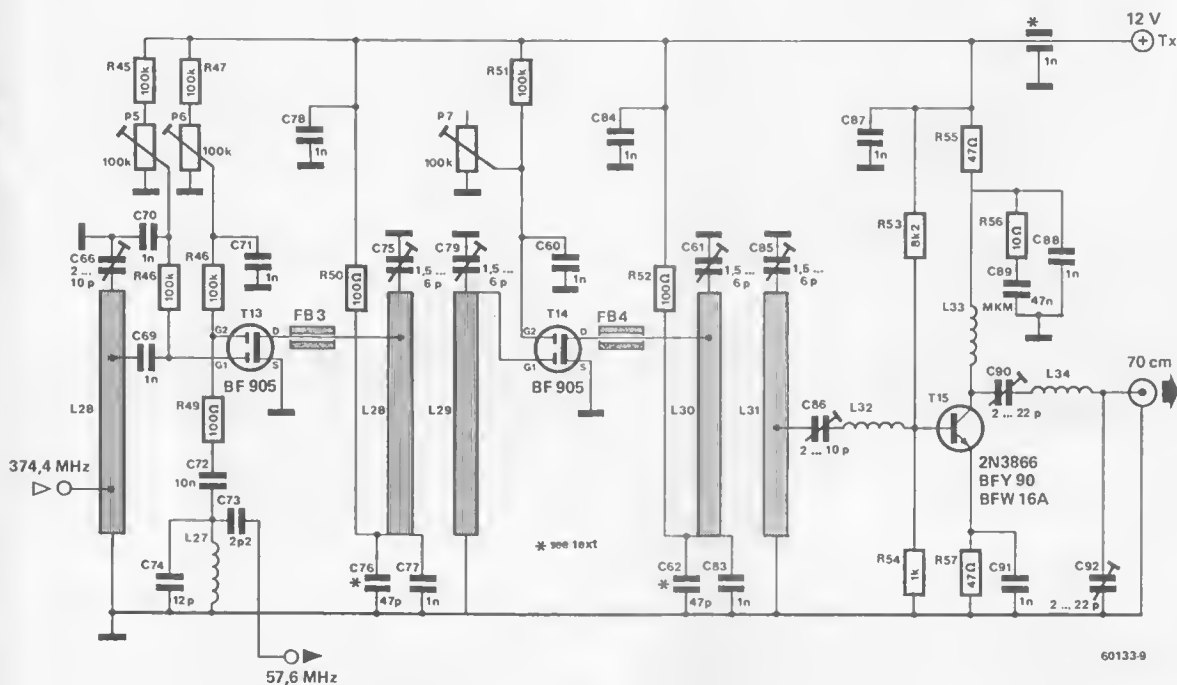 12 V
Tx
*
1n
R45
100k
R47
100k
P5
100k
P6
100k
C78
1n
R51
100k
P7
100k
C84
1n
C87
1n
R55
47Ω
C70
1n
C66
2 ...
10 p
R46
100k
R46
100k
C71
1n
R50
100Ω
C75
1,5 ...
6p
C79
1,5 ...
6p
C60
1n
R52
100Ω
C61
1,5 ...
6p
C85
1,5 ...
6p
R53
8k2
R56
10Ω
C88
1n
C89
47n
MKM
L33
C69
1n
T13
G2
D
G1
S
BF 905
FB3
T14
G2
D
G1
S
BF 905
FB4
L28
R49
100Ω
L28
L29
L30
L31
C86
2 ... 10 p
L32
T15
C90
2 ... 22 p
L34
70 cm
2N3866
BFY 90
BFW 16A
374,4 MHz
C72
10n
C73
2p2
L27
C74
12p
* see text
C76
*
47p
C77
1n
C62
*
47p
C83
1n
R54
1k
R57
47Ω
C91
1n
C92
2 ... 22 p
57,6 MHz
60133-9